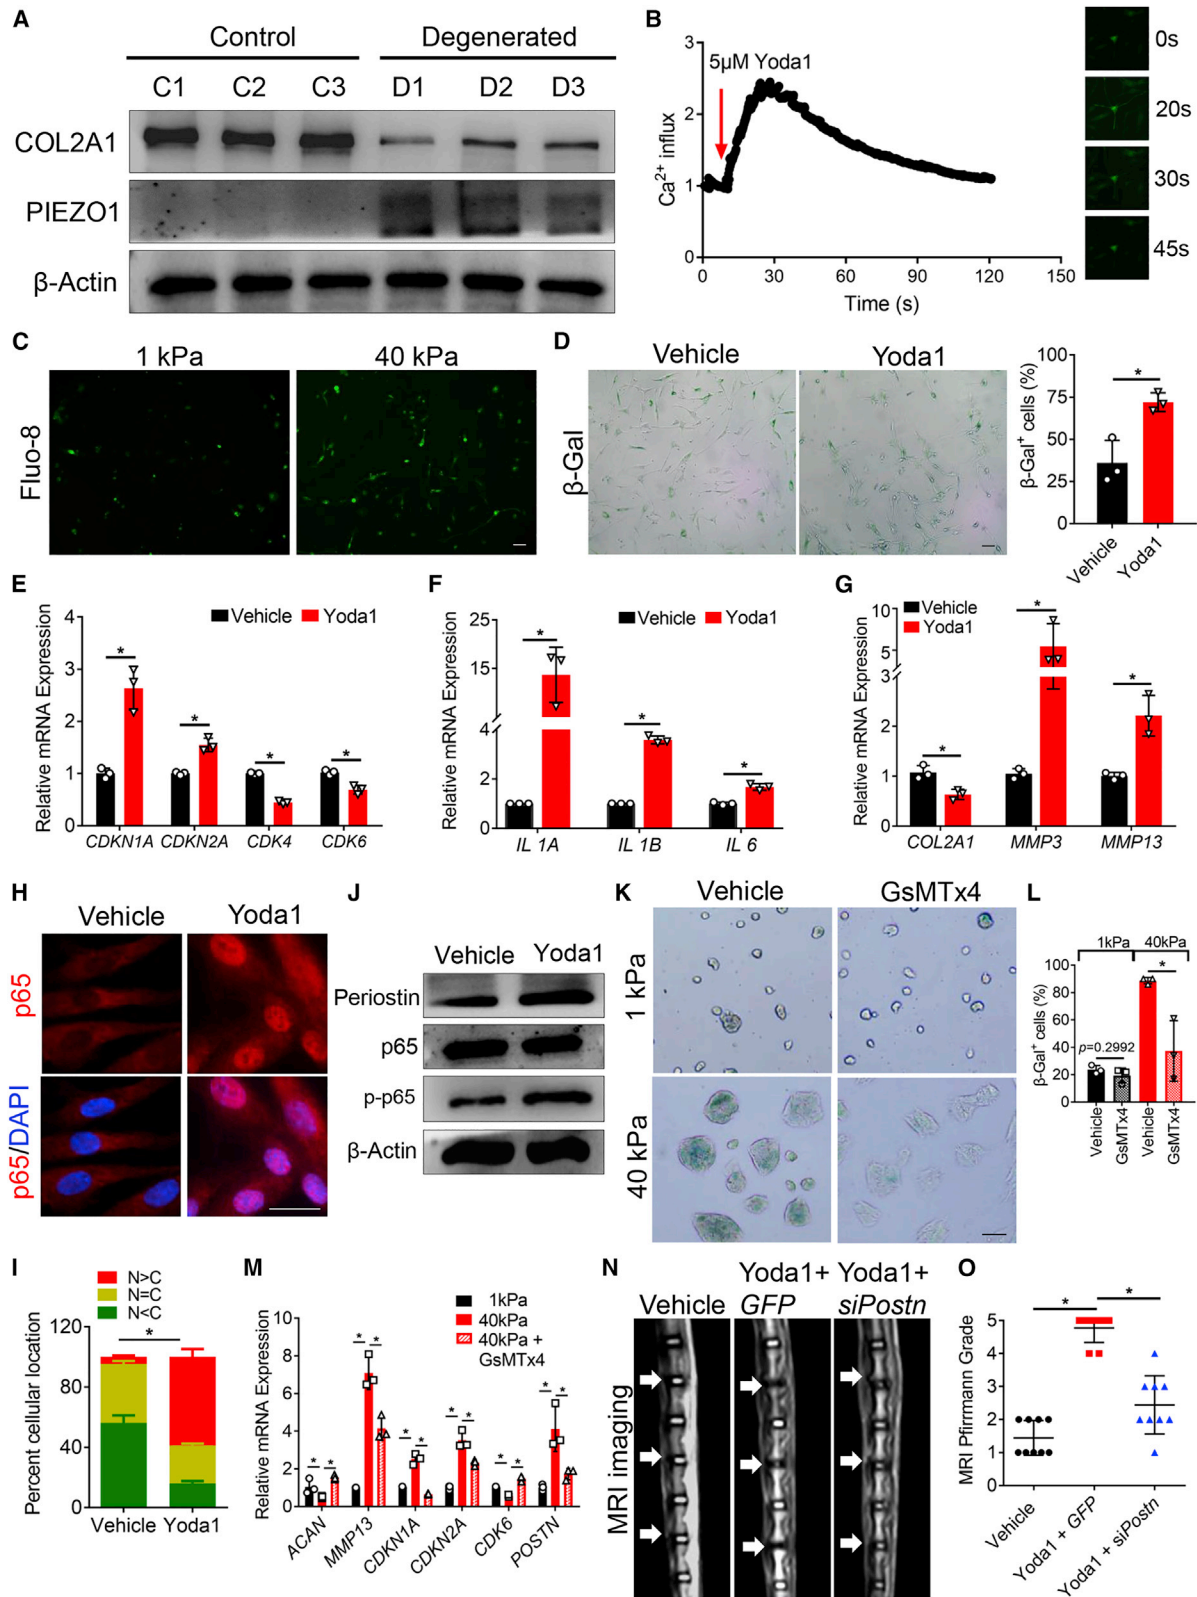 A
Control
Degenerated
C1
C2
C3
D1
D2
D3
COL2A1
PIEZO1
β-Actin
B
5μM Yoda1
Ca2+ influx
3
2
1
0
0
30
60
90
120
150
Time (s)
0s
20s
30s
45s
C
1 kPa
40 kPa
Fluo-8
D
Vehicle
Yoda1
β-Gal
β-Gal+ cells (%)
100
75
50
25
0
*
Vehicle
Yoda1
E
Vehicle
Yoda1
Relative mRNA Expression
4
3
2
1
0
*
*
*
*
CDKN1A
CDKN2A
CDK4
CDK6
F
Vehicle
Yoda1
Relative mRNA Expression
25
15
4
2
0
*
*
*
IL 1A
IL 1B
IL 6
G
Vehicle
Yoda1
Relative mRNA Expression
10
5
3
2
1
0
*
*
*
COL2A1
MMP3
MMP13
H
Vehicle
Yoda1
p65
p65/DAPI
J
Vehicle
Yoda1
Periostin
p65
p-p65
β-Actin
K
Vehicle
GsMTx4
1 kPa
40 kPa
L
1kPa
40kPa
β-Gal+ cells (%)
100
80
60
40
20
0
p=0.2992
*
Vehicle
GsMTx4
Vehicle
GsMTx4
I
N>C
N=C
N<C
Percent cellular location
120
80
40
0
*
Vehicle
Yoda1
M
1kPa
40kPa
40kPa +
GsMTx4
Relative mRNA Expression
10
8
6
4
2
0
* *
* *
* *
* *
* *
* *
ACAN
MMP13
CDKN1A
CDKN2A
CDK6
POSTN
N
Vehicle
Yoda1+
GFP
Yoda1+
siPostn
MRI imaging
O
MRI Pfirrmann Grade
5
4
3
2
1
0
*
*
Vehicle
Yoda1 + GFP
Yoda1 + siPostn